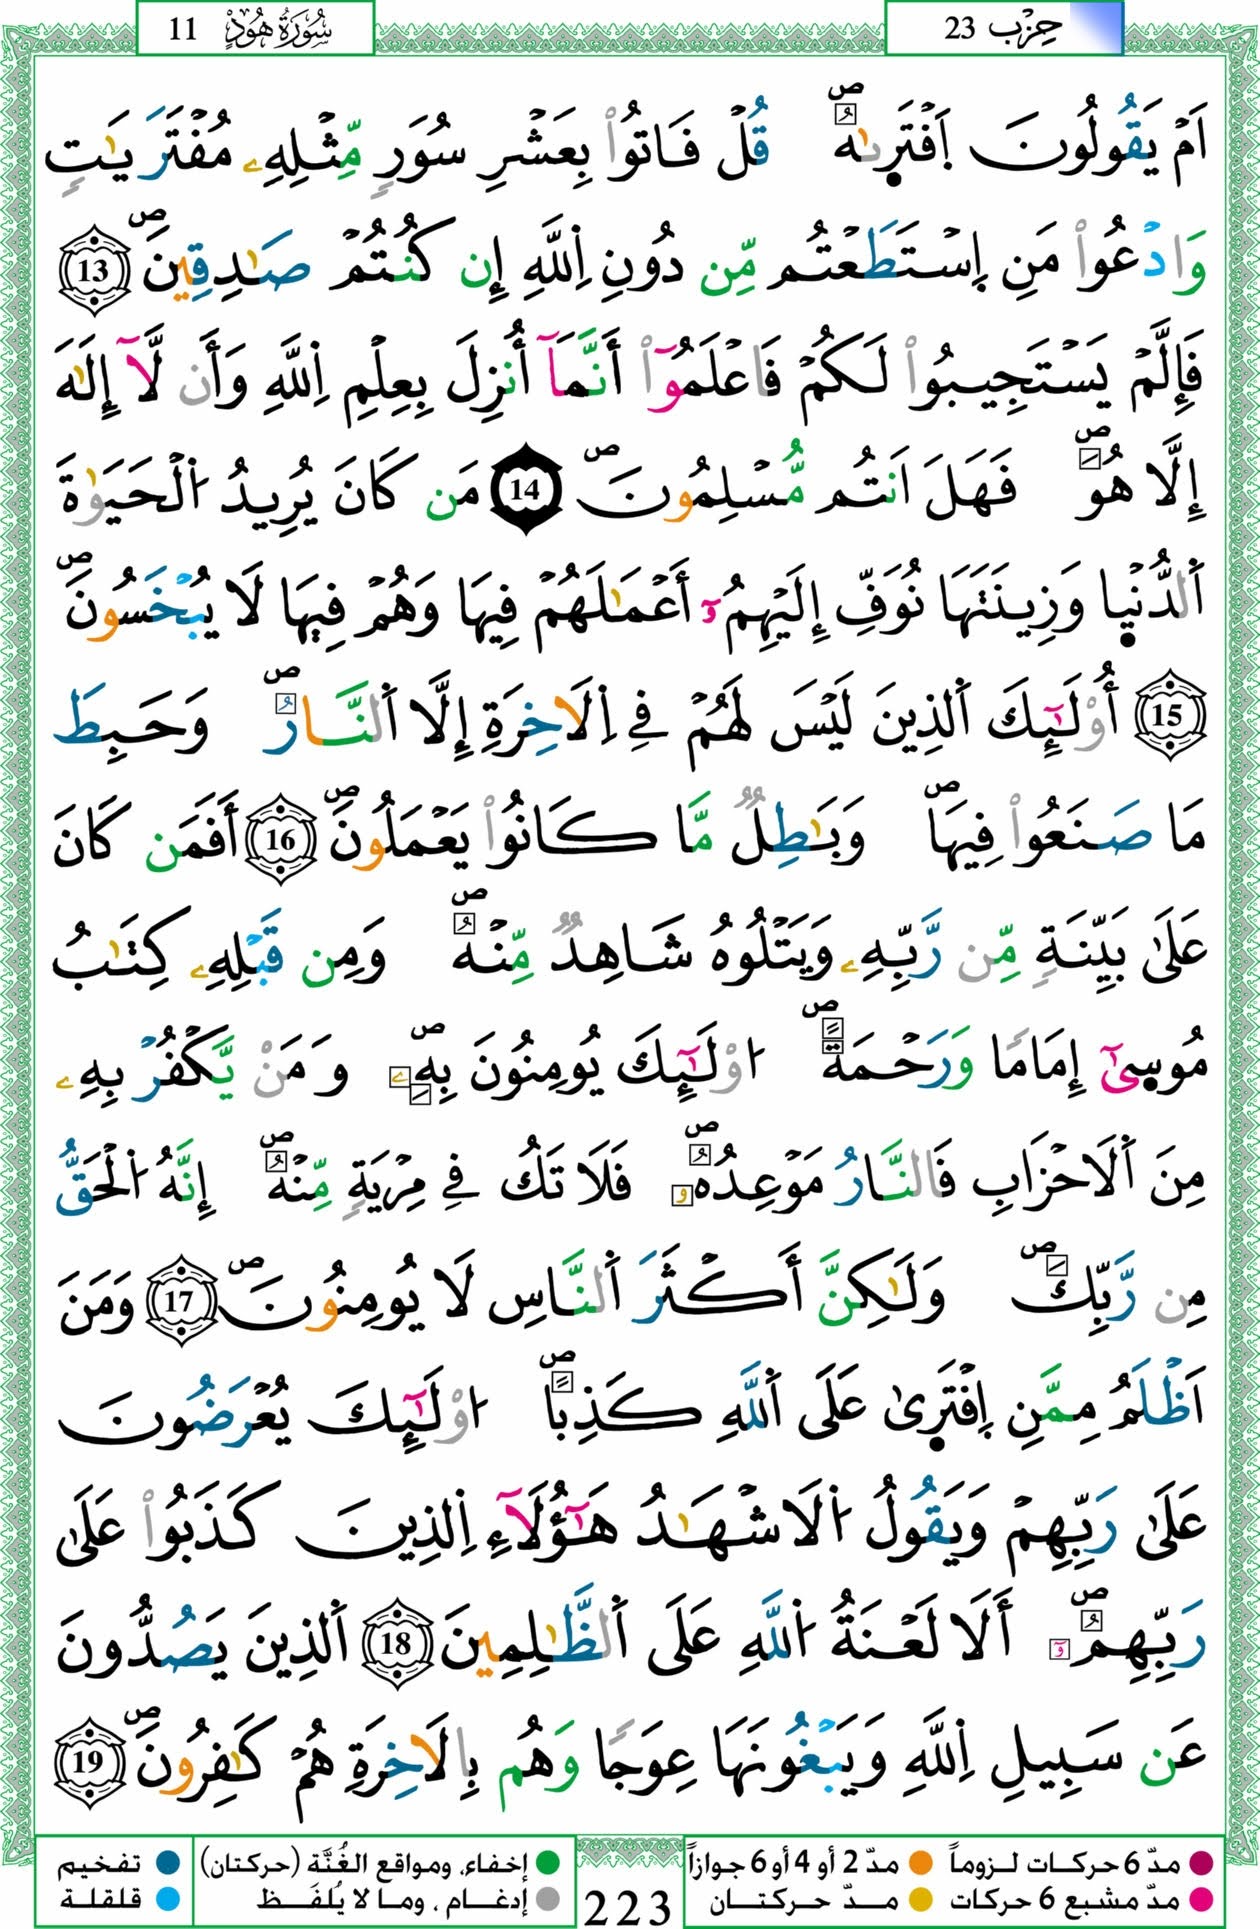 حِزْب 23
سُورَةُ هُودٍ 11
اَمْ يَقُولُونَ اَ۪فْتَر۪ىٰهُۖ قُلْ فَاتُواْ بِعَشْرِ سُوَرٖ مِّثْلِهِۦ مُفْتَرَيَٰتٖ
وَادْعُواْ مَنِ اِ۪سْتَطَعْتُم مِّن دُونِ اِ۬للَّهِ إِن كُنتُمْ صَٰدِقِينَۖ 13
فَإِلَّمْ يَسْتَجِيبُواْ لَكُمْ فَاعْلَمُوٓاْ أَنَّمَآ أُنزِلَ بِعِلْمِ اِ۬للَّهِ وَأَن لَّآ إِلَٰهَ
إِلَّا هُوَۖ فَهَلَ اَنتُم مُّسْلِمُونَۖ 14 مَن كَانَ يُرِيدُ اُ۬لْحَيَوٰةَ
اَ۬لدُّنْي۪ا وَزِينَتَهَا نُوَفِّ إِلَيْهِمُۥٓ أَعْمَٰلَهُمْ فِيهَا وَهُمْ فِيهَا لَا يُبْخَسُونَۖ
15 أُوْلَٰٓئِكَ اَ۬لذِينَ لَيْسَ لَهُمْ فِے اِ۬لَاخِرَةِ إِلَّا اَ۬لنَّارُۖ وَحَبِطَ
مَا صَنَعُواْ فِيهَاۖ وَبَٰطِلٞ مَّا كَانُواْ يَعْمَلُونَۖ 16 أَفَمَن كَانَ
عَلَىٰ بَيِّنَةٖ مِّن رَّبِّهِۦ وَيَتْلُوهُ شَاهِدٞ مِّنْهُۖ وَمِن قَبْلِهِۦ كِتَٰبُ
مُوس۪ىٰٓ إِمَامٗا وَرَحْمَةًۖ اُ۟وْلَٰٓئِكَ يُومِنُونَ بِهِۦۖ وَمَنْ يَّكْفُرْ بِهِۦ
مِنَ اَ۬لَاحْزَابِ فَالنَّارُ مَوْعِدُهُۥۖ فَلَا تَكُ فِے مِرْيَةٖ مِّنْهُۖ إِنَّهُ اُ۬لْحَقُّ
مِن رَّبِّكَۖ وَلَٰكِنَّ أَكْثَرَ اَ۬لنَّاسِ لَا يُومِنُونَۖ 17 وَمَنَ
اَظْلَمُ مِمَّنِ اِ۪فْتَر۪ىٰ عَلَى اَ۬للَّهِ كَذِباًۖ اُ۟وْلَٰٓئِكَ يُعْرَضُونَ
عَلَىٰ رَبِّهِمْ وَيَقُولُ اُ۬لَاشْهَٰدُ هَٰٓؤُلَآءِ اِ۬لذِينَ كَذَبُواْ عَلَىٰ
رَبِّهِمُۥٓۖ أَلَا لَعْنَةُ اُ۬للَّهِ عَلَى اَ۬لظَّٰلِمِينَ 18 اَ۬لذِينَ يَصُدُّونَ
عَن سَبِيلِ اِ۬للَّهِ وَيَبْغُونَهَا عِوَجٗا وَهُم بِالَاخِرَةِ هُمْ كَٰفِرُونَۖ 19
مدّ 6 حركات لـزوماً مدّ 2 أو 4 أو 6 جوازاً
مدّ مشبع 6 حركات مـدّ حركتــان
223
إخفاء، ومواقع الغُنَّة (حركتان) تفخيم
إدغام ، وما لا يُلفَـظ قلقلة